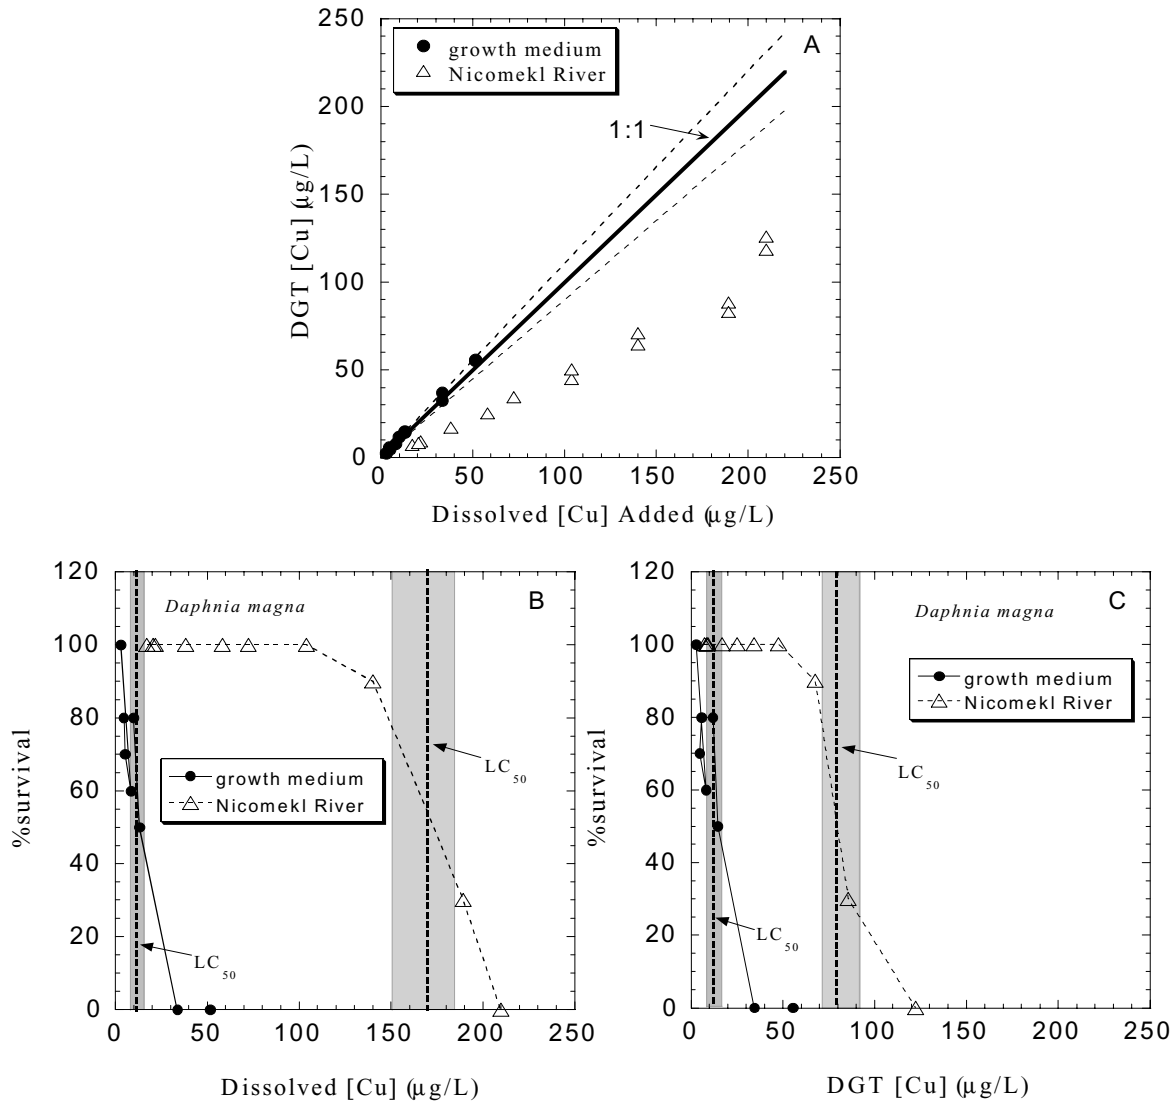 A
growth medium
Nicomekl River
1:1
250
200
150
100
50
0
DGT [Cu] (µg/L)
0 50 100 150 200 250
Dissolved [Cu] Added (µg/L)
B
Daphnia magna
120
100
80
60
40
20
0
%survival
growth medium
Nicomekl River
LC50
LC50
0 50 100 150 200 250
Dissolved [Cu] (µg/L)
C
Daphnia magna
120
100
80
60
40
20
0
%survival
growth medium
Nicomekl River
LC50
LC50
0 50 100 150 200 250
DGT [Cu] (µg/L)